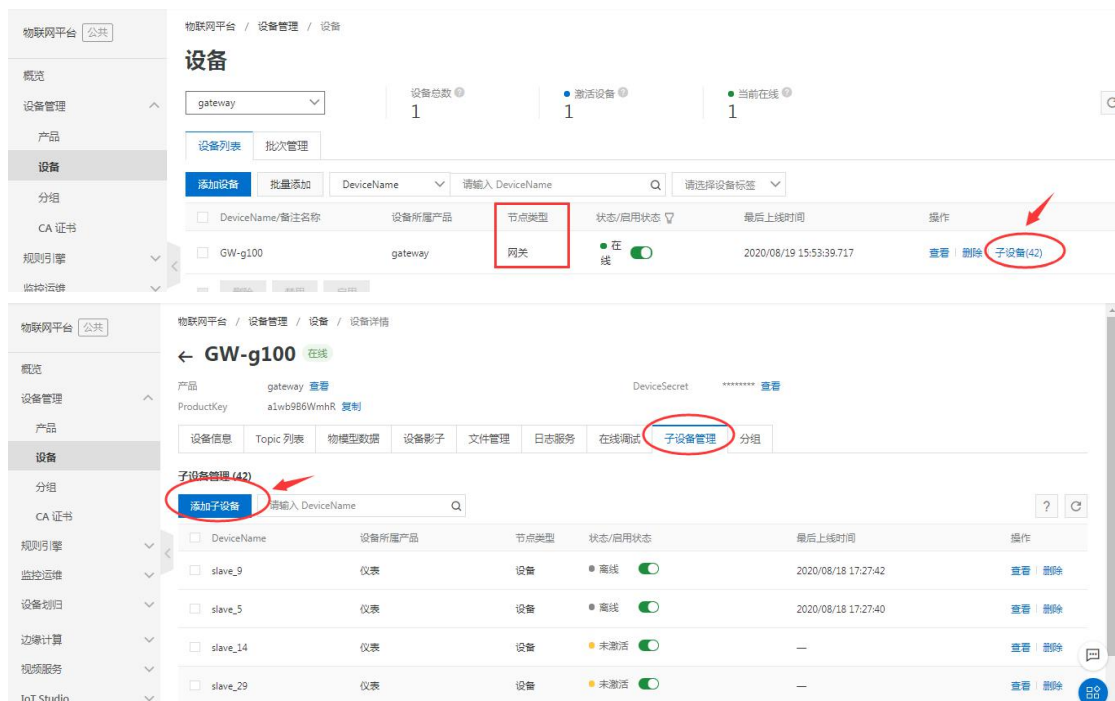 物联网平台 公共
物联网平台 / 设备管理 / 设备
设备
概览
设备管理
产品
设备
分组
CA 证书
规则引擎
监控运维
gateway
设备总数
1
激活设备
1
当前在线
1
设备列表 批次管理
添加设备 批量添加 DeviceName 请输入 DeviceName 请选择设备标签
DeviceName/备注名称 设备所属产品 节点类型 状态/启用状态 最后上线时间 操作
GW-g100 gateway 网关 在线 2020/08/19 15:53:39.717 查看 删除 子设备(42)
删除 禁用 启用
物联网平台 公共
物联网平台 / 设备管理 / 设备 / 设备详情
← GW-g100 在线
概览
设备管理
产品
设备
分组
CA 证书
规则引擎
监控运维
设备划归
边缘计算
视频服务
IoT Studio
产品 gateway 查看 DeviceSecret ******** 查看
ProductKey a1wb9B6WmhR 复制
设备信息 Topic 列表 物模型数据 设备影子 文件管理 日志服务 在线调试 子设备管理 分组
子设备管理 (42)
添加子设备 请输入 DeviceName ?
DeviceName 设备所属产品 节点类型 状态/启用状态 最后上线时间 操作
slave_9 仪表 设备 离线 2020/08/18 17:27:42 查看 删除
slave_5 仪表 设备 离线 2020/08/18 17:27:40 查看 删除
slave_14 仪表 设备 未激活 — 查看 删除
slave_29 仪表 设备 未激活 — 查看 删除